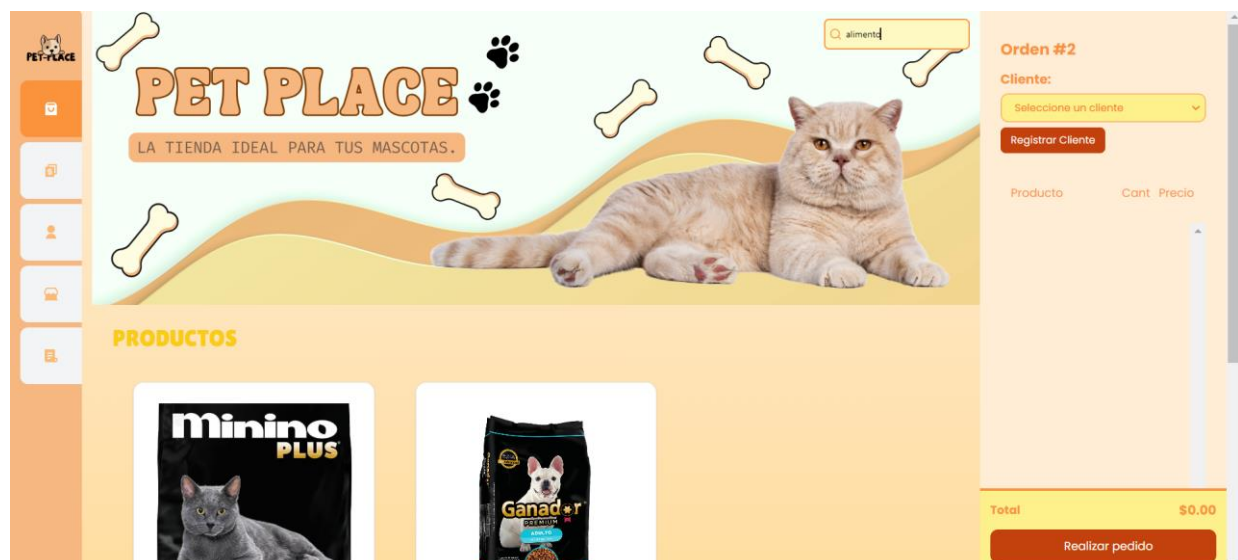 PET-PLACE
alimento
PET PLACE
LA TIENDA IDEAL PARA TUS MASCOTAS.
PRODUCTOS
Minino
PLUS
Ganador
PREMIUM
ADULTO
Orden #2
Cliente:
Seleccione un cliente
Registrar Cliente
Producto Cant Precio
Total $0.00
Realizar pedido